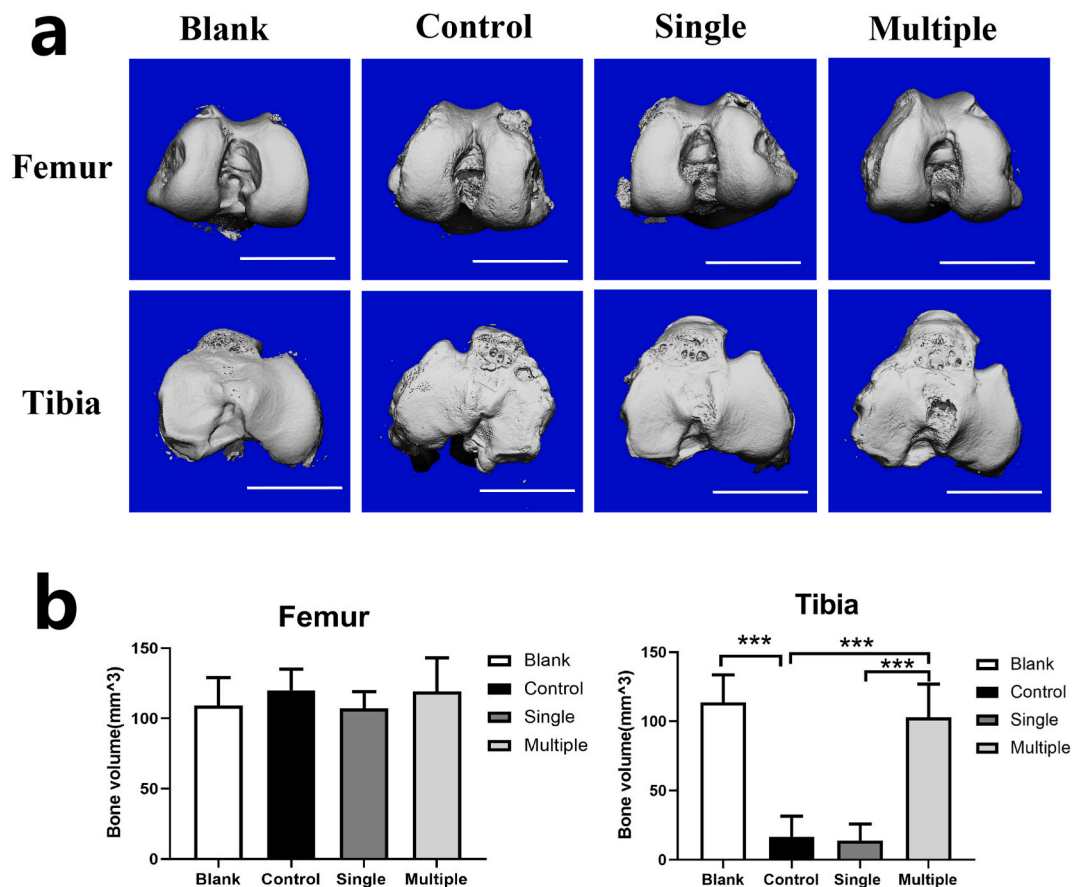 a
Blank Control Single Multiple
Femur
Tibia
b
Femur
Bone volume(mm^3)
150
100
50
0
Blank Control Single Multiple
Blank
Control
Single
Multiple
Tibia
Bone volume(mm^3)
150
100
50
0
*** ***
***
Blank Control Single Multiple
Blank
Control
Single
Multiple